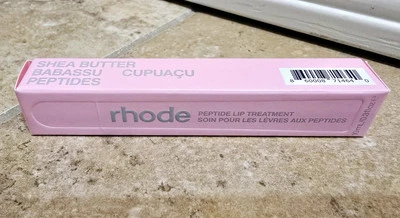 SHEA BUTTER
BABASSU CUPUAÇU
PEPTIDES
rhode
PEPTIDE LIP TREATMENT
SOIN POUR LES LÈVRES AUX PEPTIDES